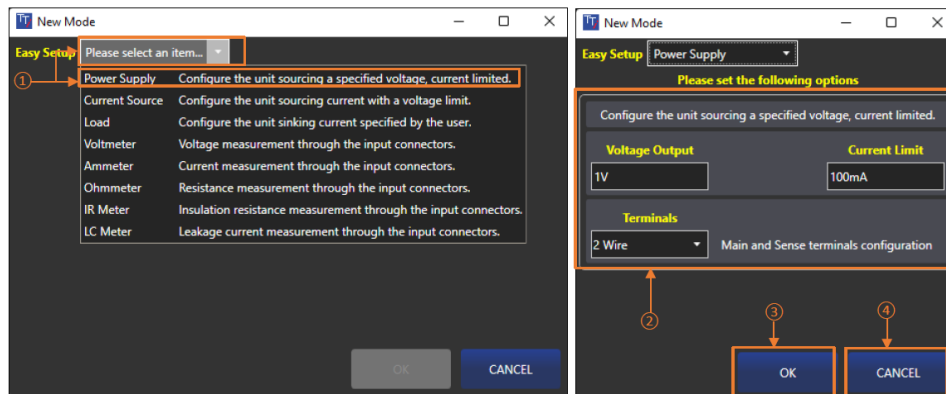 TT New Mode
Easy Setup Please select an item...
①
Power Supply Configure the unit sourcing a specified voltage, current limited.
Current Source Configure the unit sourcing current with a voltage limit.
Load Configure the unit sinking current specified by the user.
Voltmeter Voltage measurement through the input connectors.
Ammeter Current measurement through the input connectors.
Ohmmeter Resistance measurement through the input connectors.
IR Meter Insulation resistance measurement through the input connectors.
LC Meter Leakage current measurement through the input connectors.
OK CANCEL
TT New Mode
Easy Setup Power Supply
Please set the following options
Configure the unit sourcing a specified voltage, current limited.
Voltage Output Current Limit
1V 100mA
Terminals
2 Wire Main and Sense terminals configuration
② ③ ④
OK CANCEL